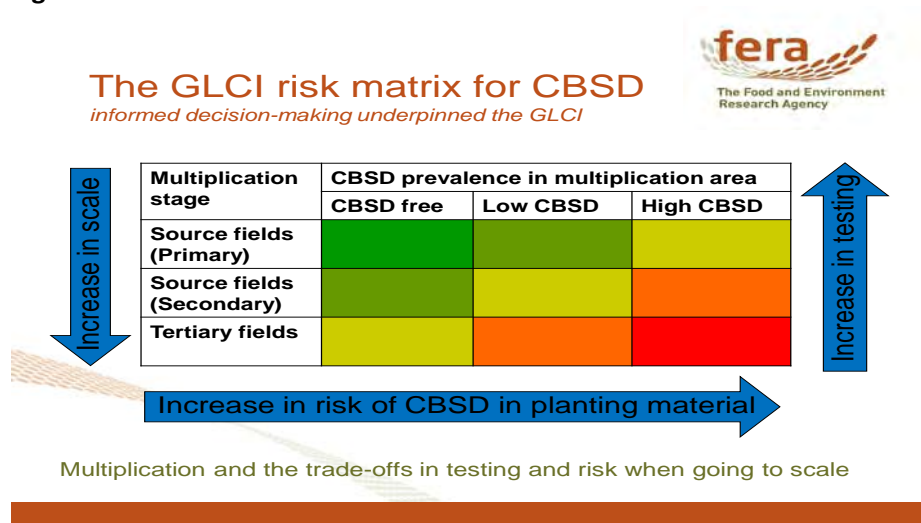 fera
The Food and Environment
Research Agency
The GLCI risk matrix for CBSD
informed decision-making underpinned the GLCI
Increase in scale
Multiplication
stage
CBSD prevalence in multiplication area
CBSD free
Low CBSD
High CBSD
Source fields
(Primary)
Source fields
(Secondary)
Tertiary fields
Increase in testing
Increase in risk of CBSD in planting material
Multiplication and the trade-offs in testing and risk when going to scale